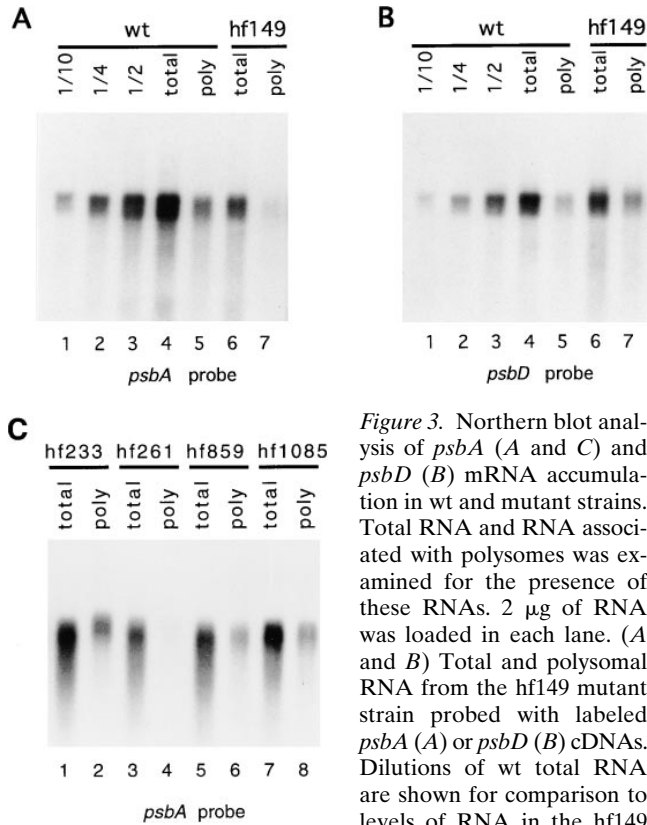 A
wt hf149
1/10 1/4 1/2 total poly total poly
1 2 3 4 5 6 7
psbA probe
B
wt hf149
1/10 1/4 1/2 total poly total poly
1 2 3 4 5 6 7
psbD probe
C
hf233 hf261 hf859 hf1085
total poly total poly total poly total poly
1 2 3 4 5 6 7 8
psbA probe
Figure 3. Northern blot anal-
ysis of psbA (A and C) and
psbD (B) mRNA accumula-
tion in wt and mutant strains.
Total RNA and RNA associ-
ated with polysomes was ex-
amined for the presence of
these RNAs. 2 μg of RNA
was loaded in each lane. (A
and B) Total and polysomal
RNA from the hf149 mutant
strain probed with labeled
psbA (A) or psbD (B) cDNAs.
Dilutions of wt total RNA
are shown for comparison to
levels of RNA in the hf149